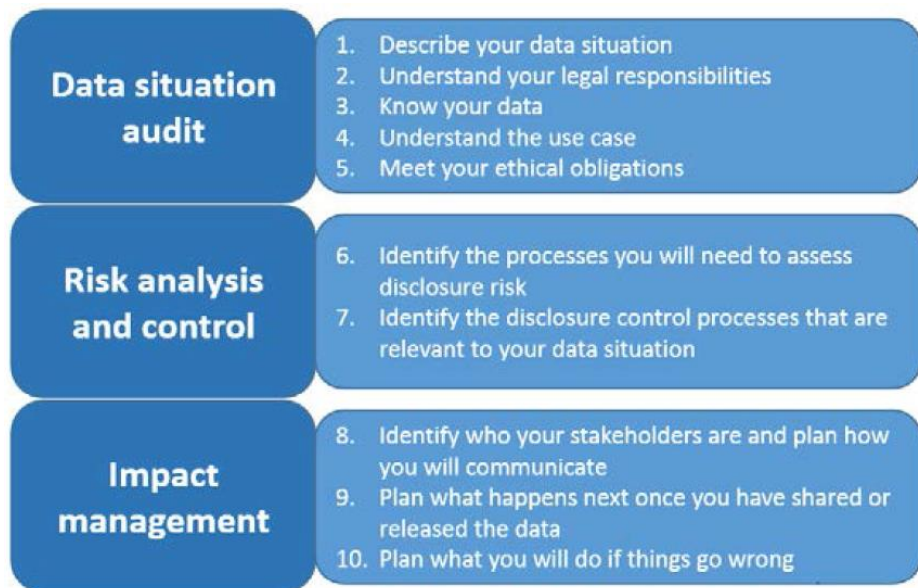 Data situation
audit
1. Describe your data situation
2. Understand your legal responsibilities
3. Know your data
4. Understand the use case
5. Meet your ethical obligations
Risk analysis
and control
6. Identify the processes you will need to assess
disclosure risk
7. Identify the disclosure control processes that are
relevant to your data situation
Impact
management
8. Identify who your stakeholders are and plan how
you will communicate
9. Plan what happens next once you have shared or
released the data
10. Plan what you will do if things go wrong